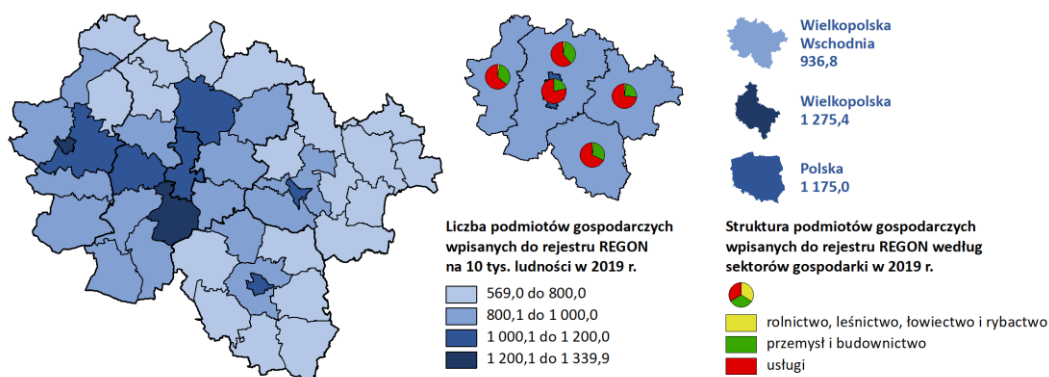 Wielkopolska
Wschodnia
936,8
Wielkopolska
1 275,4
Polska
1 175,0
Liczba podmiotów gospodarczych
wpisanych do rejestru REGON
na 10 tys. ludności w 2019 r.
569,0 do 800,0
800,1 do 1 000,0
1 000,1 do 1 200,0
1 200,1 do 1 339,9
Struktura podmiotów gospodarczych
wpisanych do rejestru REGON według
sektorów gospodarki w 2019 r.
rolnictwo, leśnictwo, łowiectwo i rybactwo
przemysł i budownictwo
usługi